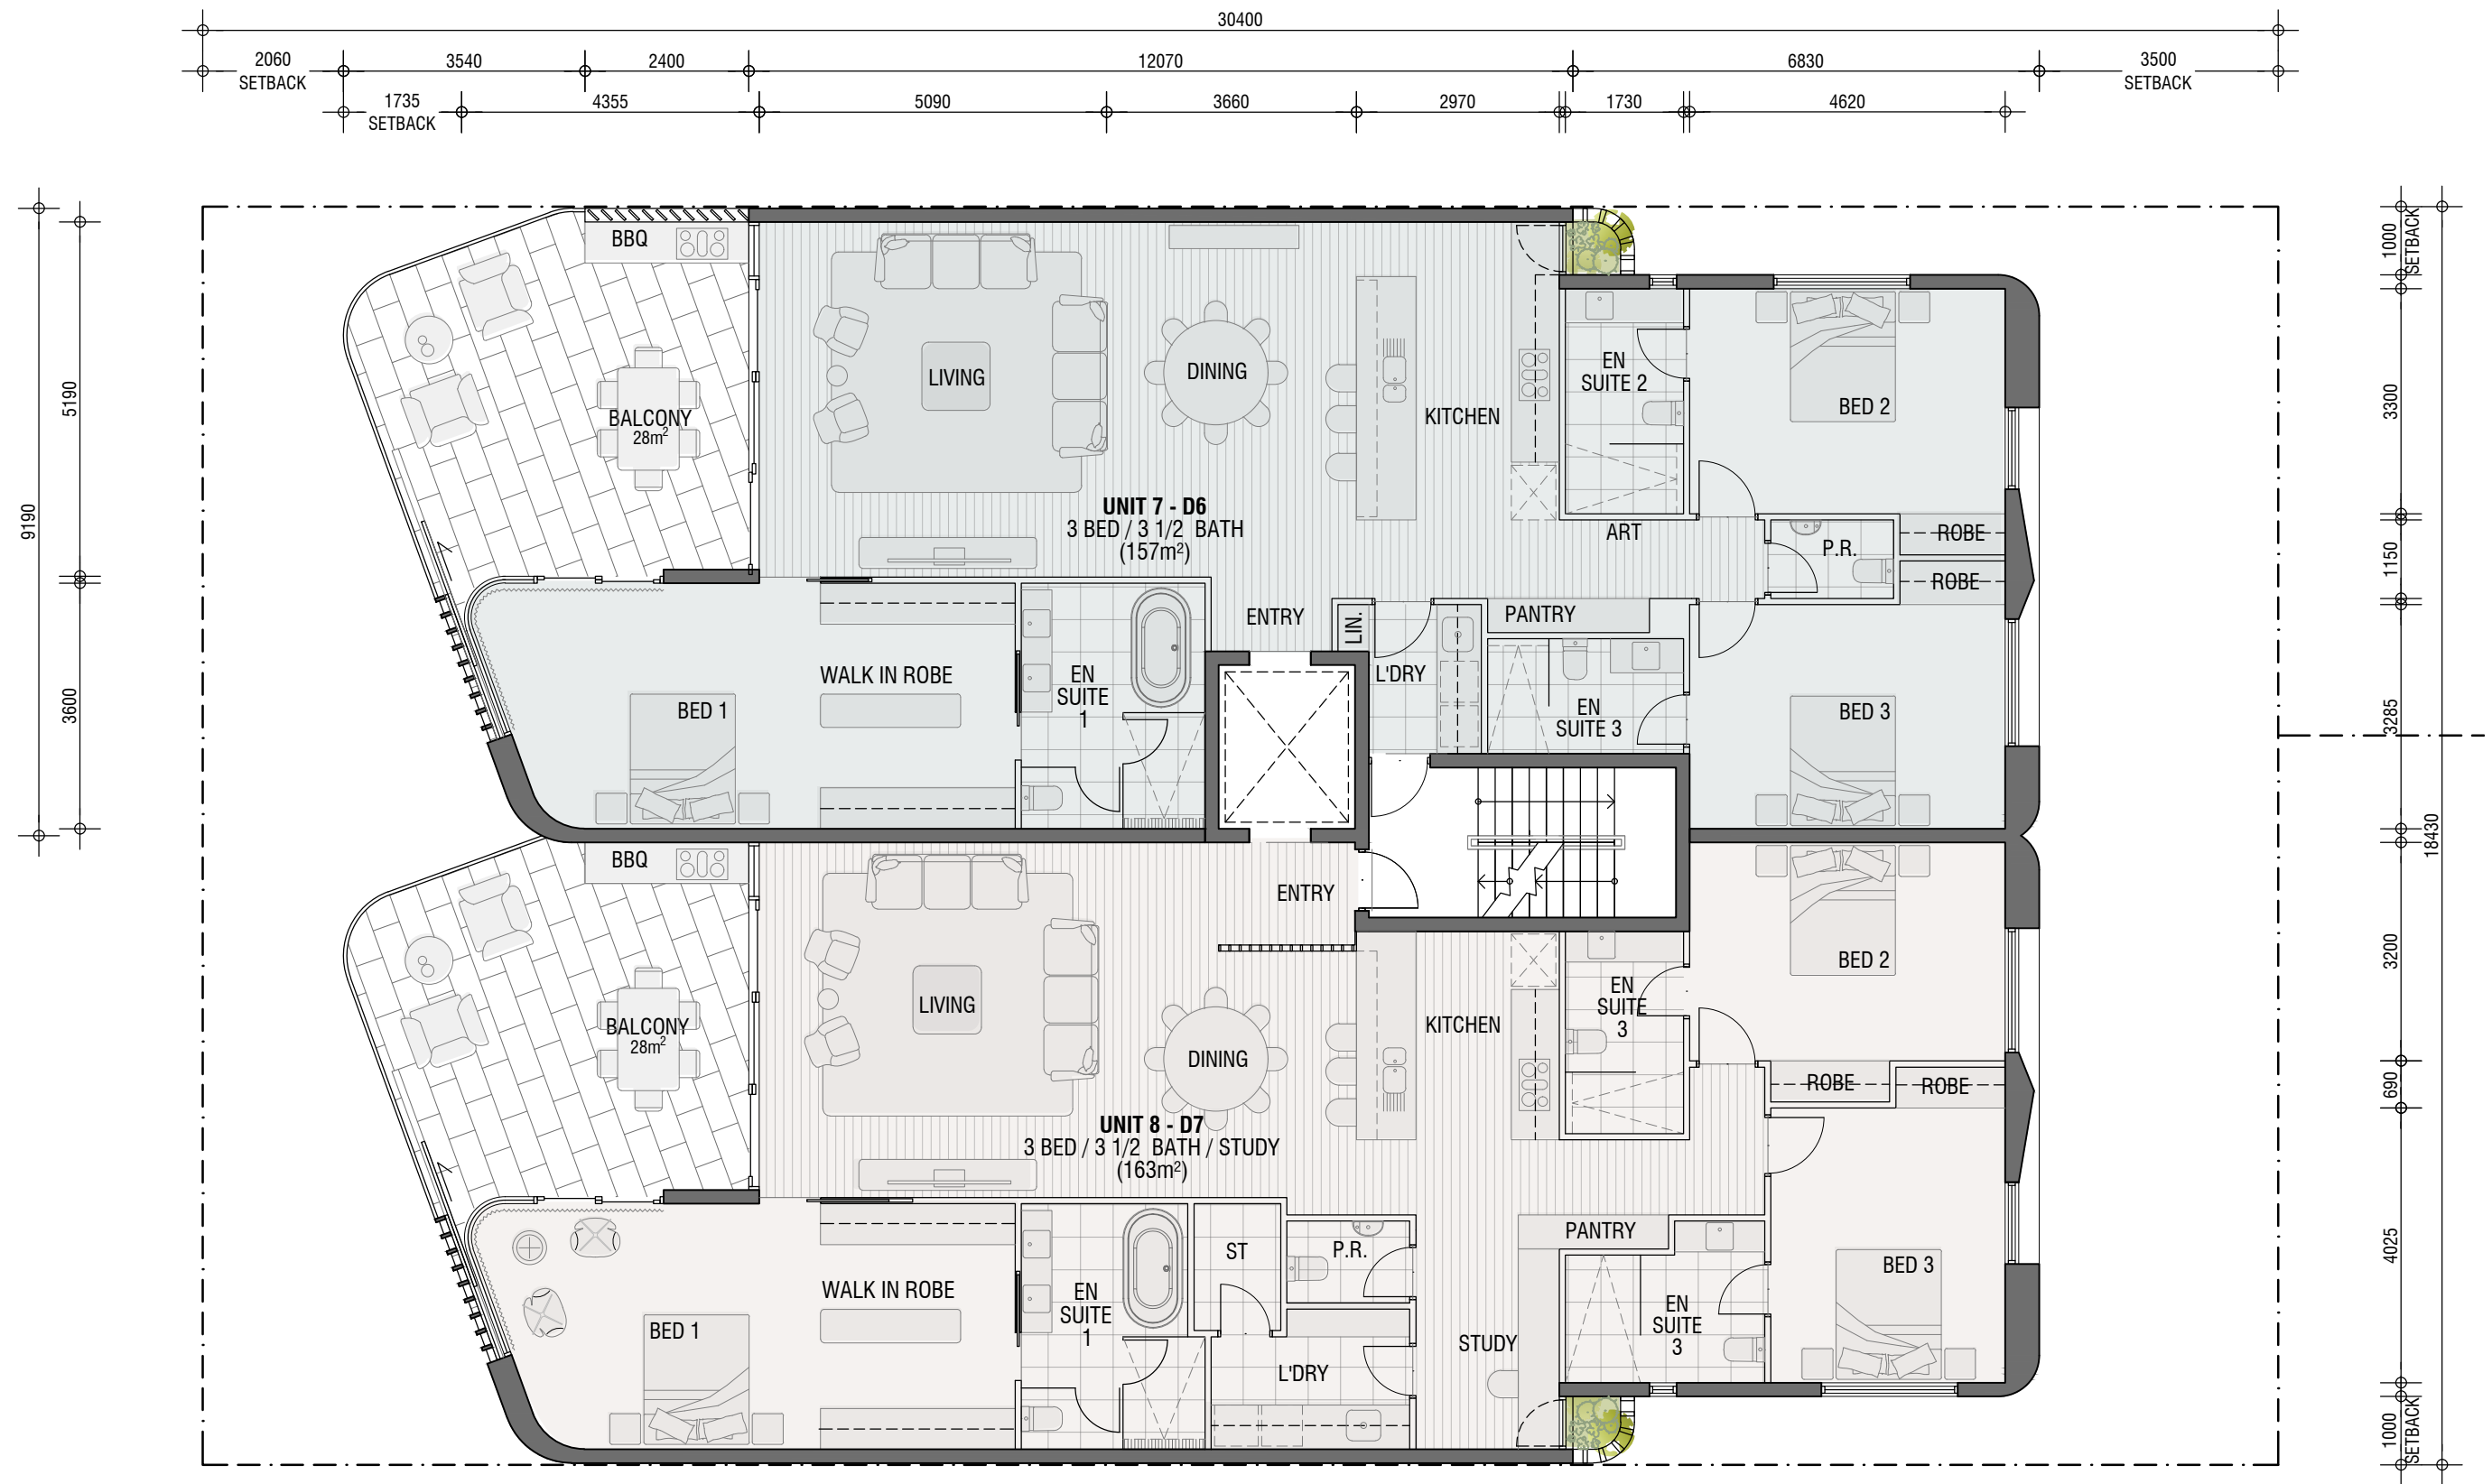 30400
2060
SETBACK
3540
2400
12070
6830
3500
SETBACK
1735
SETBACK
4355
5090
3660
2970
1730
4620
9190
5190
3600
1000
SETBACK
3300
1150
3285
18430
3200
690
4025
1000
SETBACK
BBQ
BALCONY
28m²
LIVING
DINING
KITCHEN
EN
SUITE 2
BED 2
UNIT 7 - D6
3 BED / 3 1/2 BATH
(157m²)
ART
P.R.
ROBE
ROBE
ENTRY
LIN.
PANTRY
L'DRY
EN
SUITE 3
BED 3
BED 1
WALK IN ROBE
EN
SUITE
1
BBQ
BALCONY
28m²
LIVING
ENTRY
DINING
KITCHEN
EN
SUITE
3
BED 2
ROBE
ROBE
UNIT 8 - D7
3 BED / 3 1/2 BATH / STUDY
(163m²)
BED 1
WALK IN ROBE
EN
SUITE
1
ST
P.R.
L'DRY
STUDY
PANTRY
EN
SUITE
3
BED 3